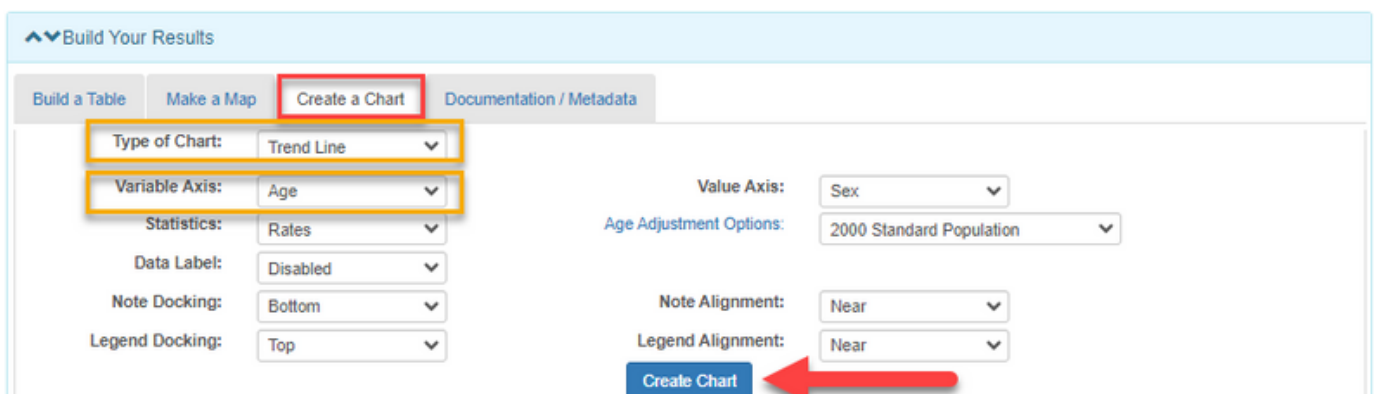 Build Your Results
Build a Table Make a Map Create a Chart Documentation / Metadata
Type of Chart: Trend Line
Variable Axis: Age Value Axis: Sex
Statistics: Rates Age Adjustment Options: 2000 Standard Population
Data Label: Disabled
Note Docking: Bottom Note Alignment: Near
Legend Docking: Top Legend Alignment: Near
Create Chart